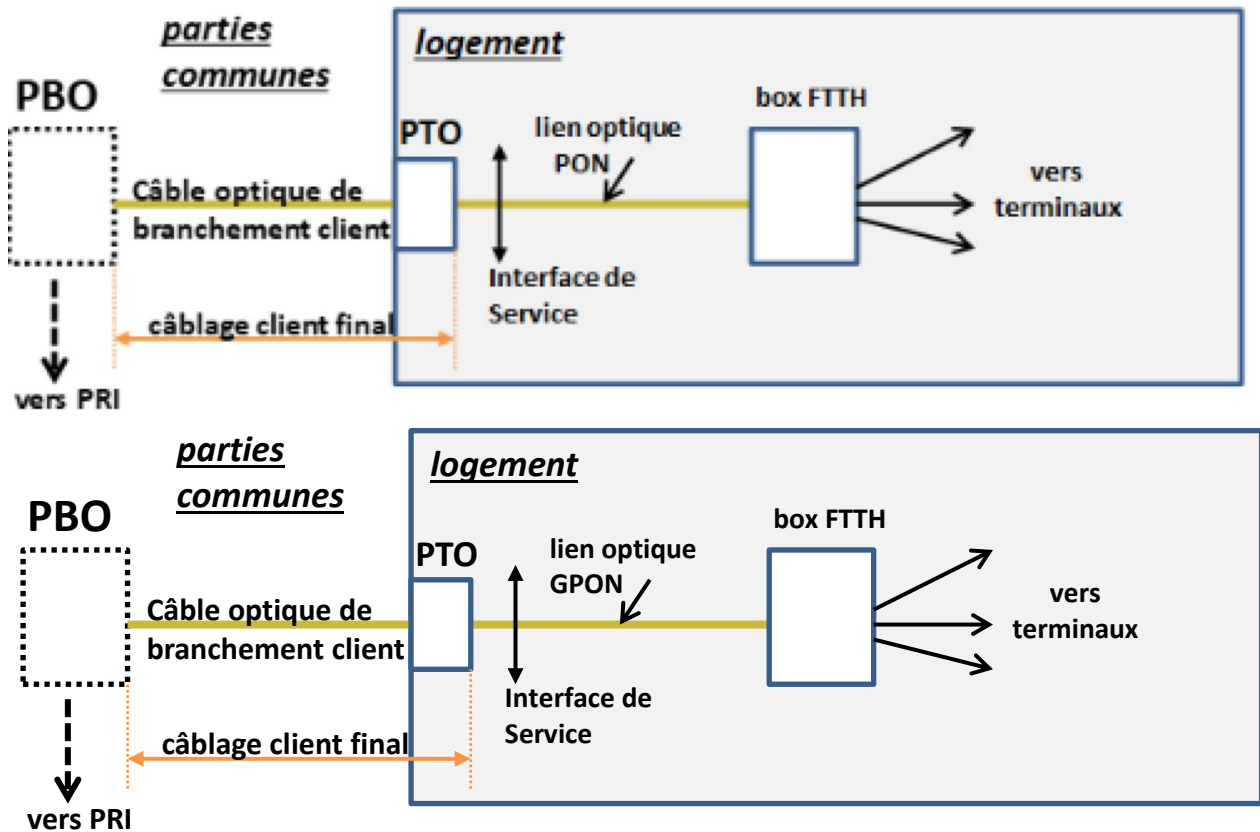 parties
communes
logement
PBO
box FTTH
PTO
lien optique
PON
Câble optique de
branchement client
vers
terminaux
Interface de
Service
câblage client final
vers PRI
parties
communes
logement
PBO
box FTTH
PTO
lien optique
GPON
Câble optique de
branchement client
vers
terminaux
Interface de
Service
câblage client final
vers PRI